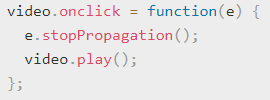 video.onclick = function(e) {
  e.stopPropagation();
  video.play();
};